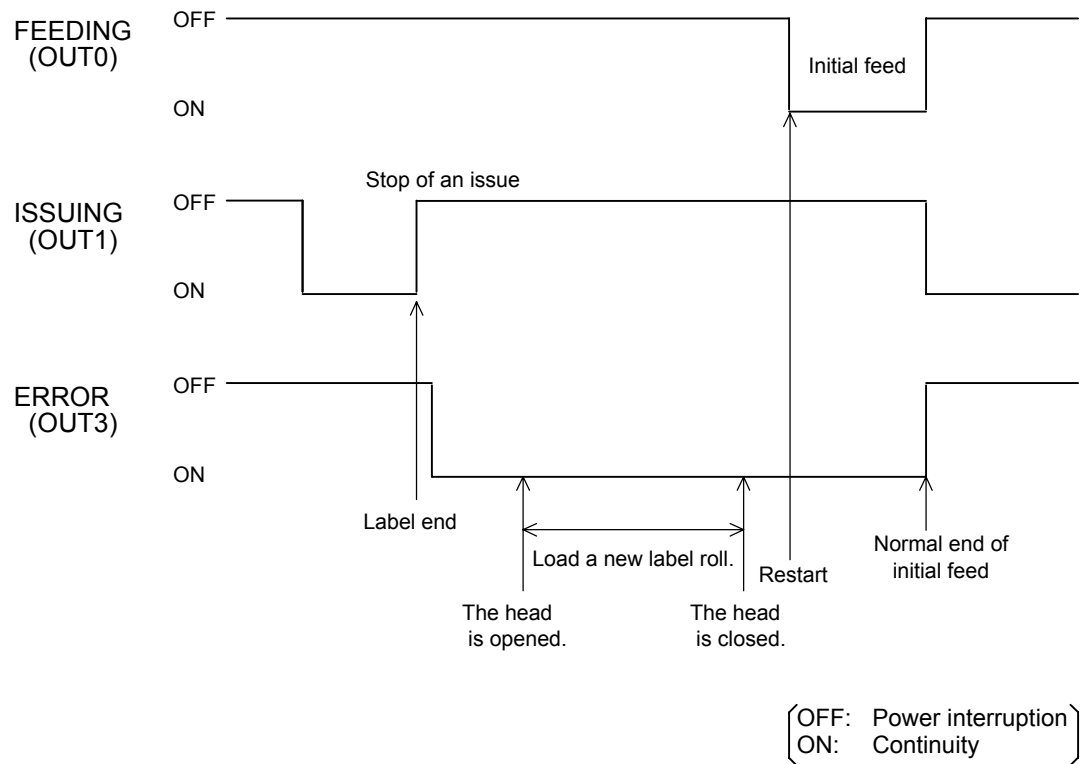 FEEDING
(OUT0)
OFF
ON
Initial feed
Stop of an issue
ISSUING
(OUT1)
OFF
ON
ERROR
(OUT3)
OFF
ON
Label end
Load a new label roll.
Restart
Normal end of
initial feed
The head
is opened.
The head
is closed.
OFF: Power interruption
ON: Continuity